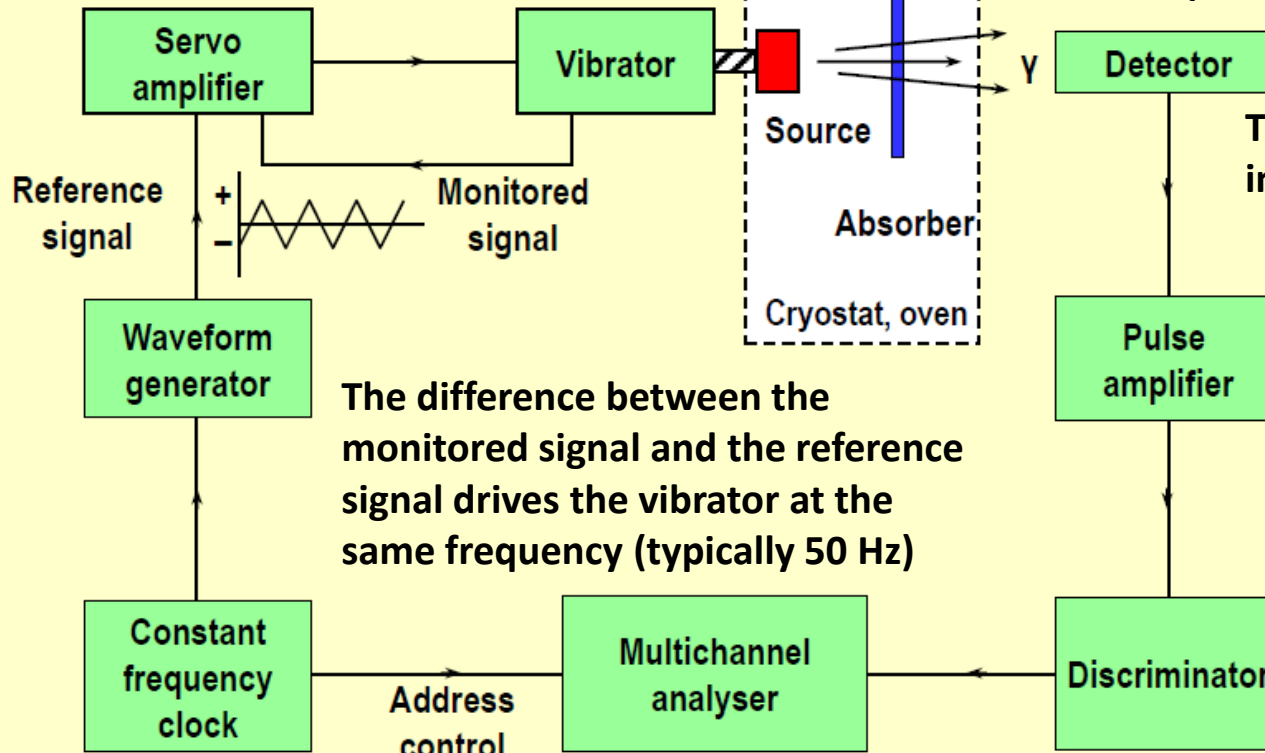 Servo
amplifier
Vibrator
γ
Detector
Source
T
in
Reference
signal
+
–
Monitored
signal
Absorber
Cryostat, oven
Waveform
generator
Pulse
amplifier
The difference between the
monitored signal and the reference
signal drives the vibrator at the
same frequency (typically 50 Hz)
Constant
frequency
clock
Address
control
Multichannel
analyser
Discriminator